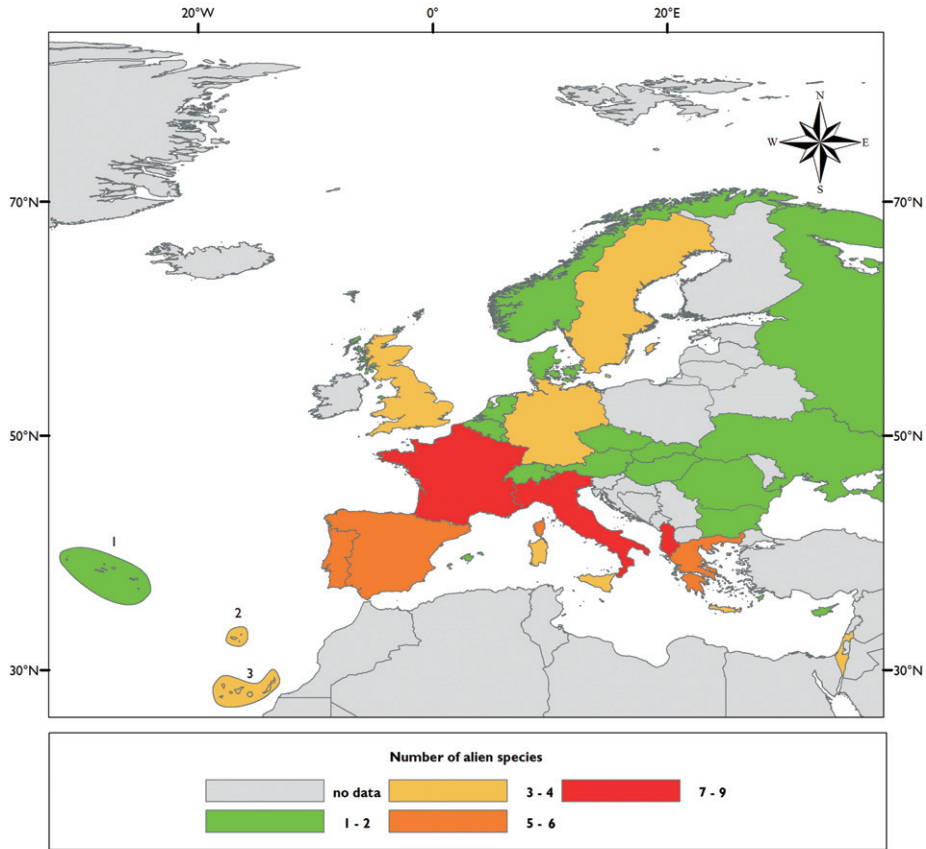 20°W 0° 20°E
N
W E
S
70°N 70°N
50°N 50°N
1
2
3
30°N 30°N
Number of alien species
no data 3 - 4 7 - 9
1 - 2 5 - 6